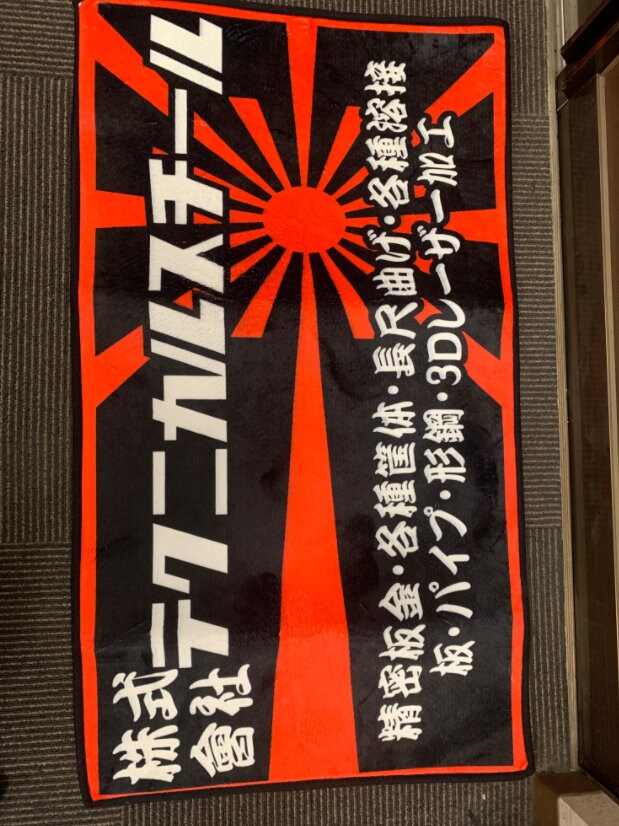 株式會社
テクニカルスチール
精密板金・各種筐体・長尺曲げ・各種溶接
板・パイプ・形鋼・3Dレーザー加工